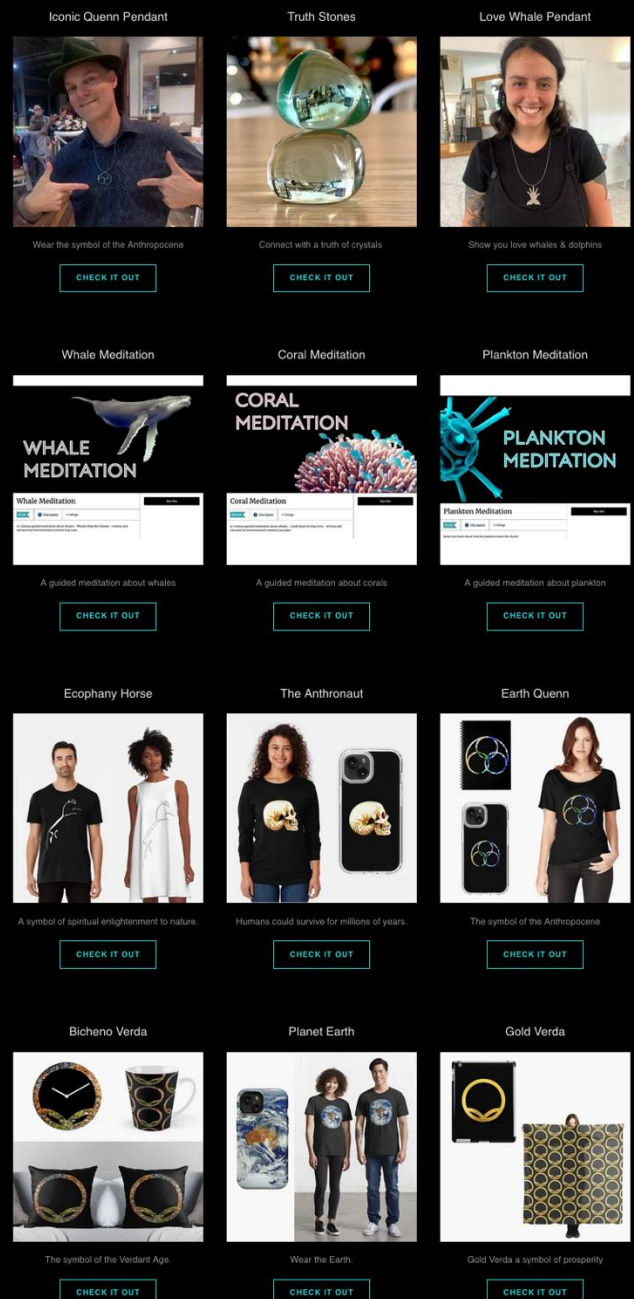 Iconic Quenn Pendant
Truth Stones
Love Whale Pendant
Wear the symbol of the Anthropocene
Connect with a truth of crystals
Show you love whales & dolphins
CHECK IT OUT
CHECK IT OUT
CHECK IT OUT
Whale Meditation
Coral Meditation
Plankton Meditation
WHALE
MEDITATION
CORAL
MEDITATION
PLANKTON
MEDITATION
Whale Meditation
Coral Meditation
Plankton Meditation
A guided meditation about whales
A guided meditation about corals
A guided meditation about plankton
CHECK IT OUT
CHECK IT OUT
CHECK IT OUT
Ecophany Horse
The Anthronaut
Earth Quenn
A symbol of spiritual enlightenment to nature.
Humans could survive for millions of years.
The symbol of the Anthropocene
CHECK IT OUT
CHECK IT OUT
CHECK IT OUT
Bicheno Verda
Planet Earth
Gold Verda
The symbol of the Verdant Age.
Wear the Earth.
Gold Verda a symbol of prosperity
CHECK IT OUT
CHECK IT OUT
CHECK IT OUT